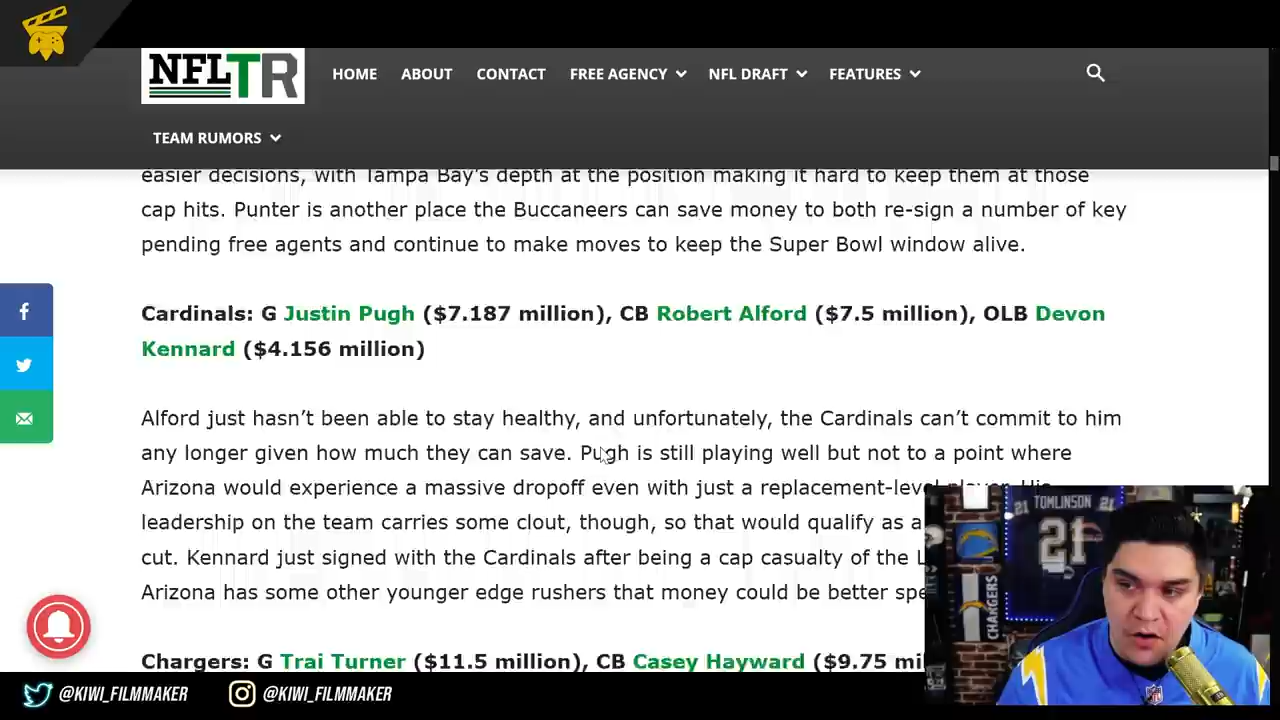 NFLTR
HOME ABOUT CONTACT FREE AGENCY NFL DRAFT FEATURES
TEAM RUMORS
easier decisions, with Tampa Bay's depth at the position making it hard to keep them at those
cap hits. Punter is another place the Buccaneers can save money to both re-sign a number of key
pending free agents and continue to make moves to keep the Super Bowl window alive.
Cardinals: G Justin Pugh ($7.187 million), CB Robert Alford ($7.5 million), OLB Devon
Kennard ($4.156 million)
Alford just hasn't been able to stay healthy, and unfortunately, the Cardinals can't commit to him
any longer given how much they can save. Pugh is still playing well but not to a point where
Arizona would experience a massive dropoff even with just a replacement-level player. His
leadership on the team carries some clout, though, so that would qualify as a
cut. Kennard just signed with the Cardinals after being a cap casualty of the
Arizona has some other younger edge rushers that money could be better
Chargers: G Trai Turner ($11.5 million), CB Casey Hayward ($9.75
21 TOMLINSON 21
21
CHARGERS
@KIWI_FILMMAKER @KIWI_FILMMAKER